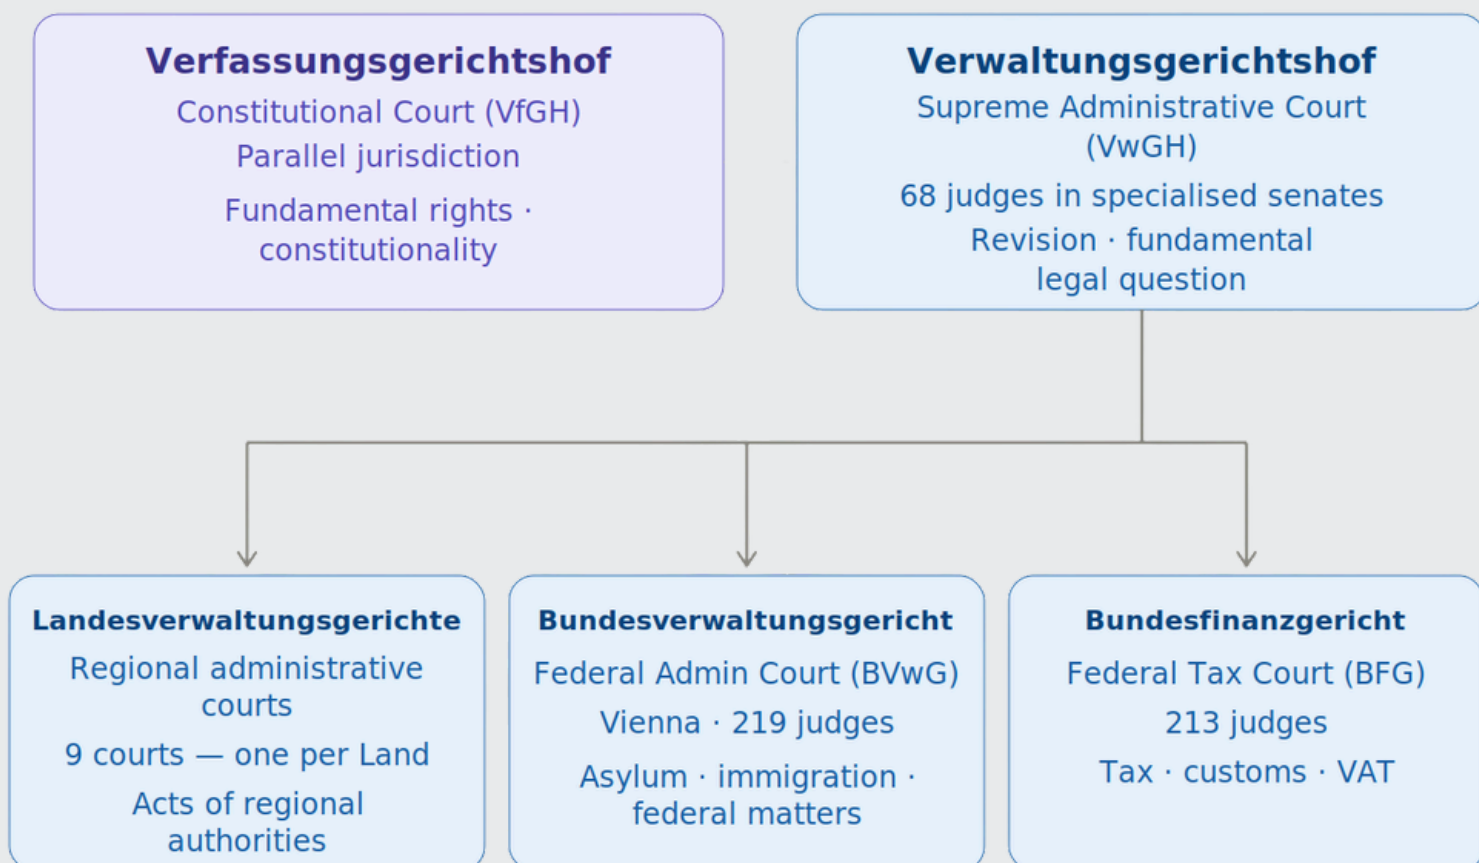 Verfassungsgerichtshof
Constitutional Court (VfGH)
Parallel jurisdiction
Fundamental rights ·
constitutionality
Verwaltungsgerichtshof
Supreme Administrative Court
(VwGH)
68 judges in specialised senates
Revision · fundamental
legal question
Landesverwaltungsgerichte
Regional administrative
courts
9 courts — one per Land
Acts of regional
authorities
Bundesverwaltungsgericht
Federal Admin Court (BVwG)
Vienna · 219 judges
Asylum · immigration ·
federal matters
Bundesfinanzgericht
Federal Tax Court (BFG)
213 judges
Tax · customs · VAT